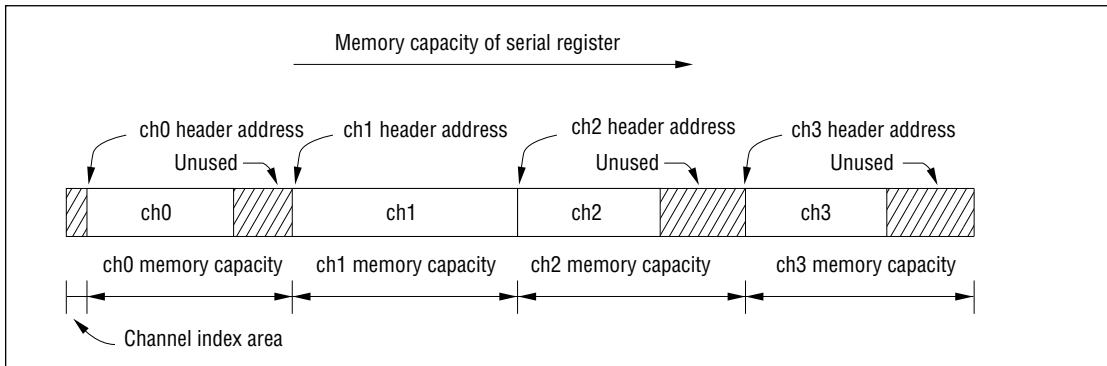 Memory capacity of serial register
ch0 header address
ch1 header address
ch2 header address
ch3 header address
Unused
Unused
Unused
ch0
ch1
ch2
ch3
ch0 memory capacity
ch1 memory capacity
ch2 memory capacity
ch3 memory capacity
Channel index area